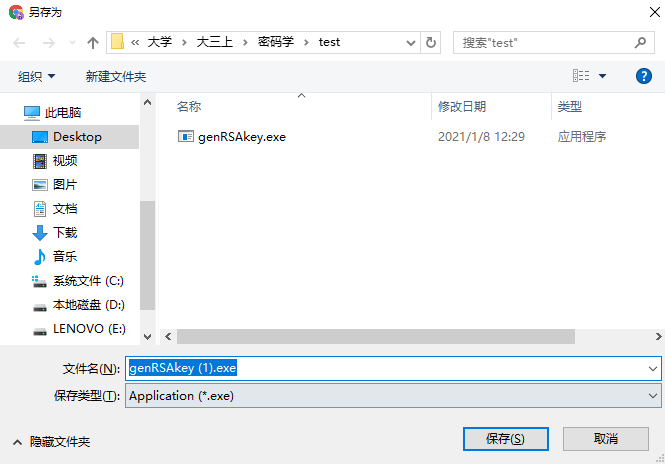 另存为
« 大学 › 大三上 › 密码学 › test
搜索"test"
组织
新建文件夹
此电脑
Desktop
视频
图片
文档
下载
音乐
系统文件 (C:)
本地磁盘 (D:)
LENOVO (E:)
名称 修改日期 类型
genRSAkey.exe 2021/1/8 12:29 应用程序
文件名(N): genRSAkey (1).exe
保存类型(T): Application (*.exe)
隐藏文件夹
保存(S)
取消